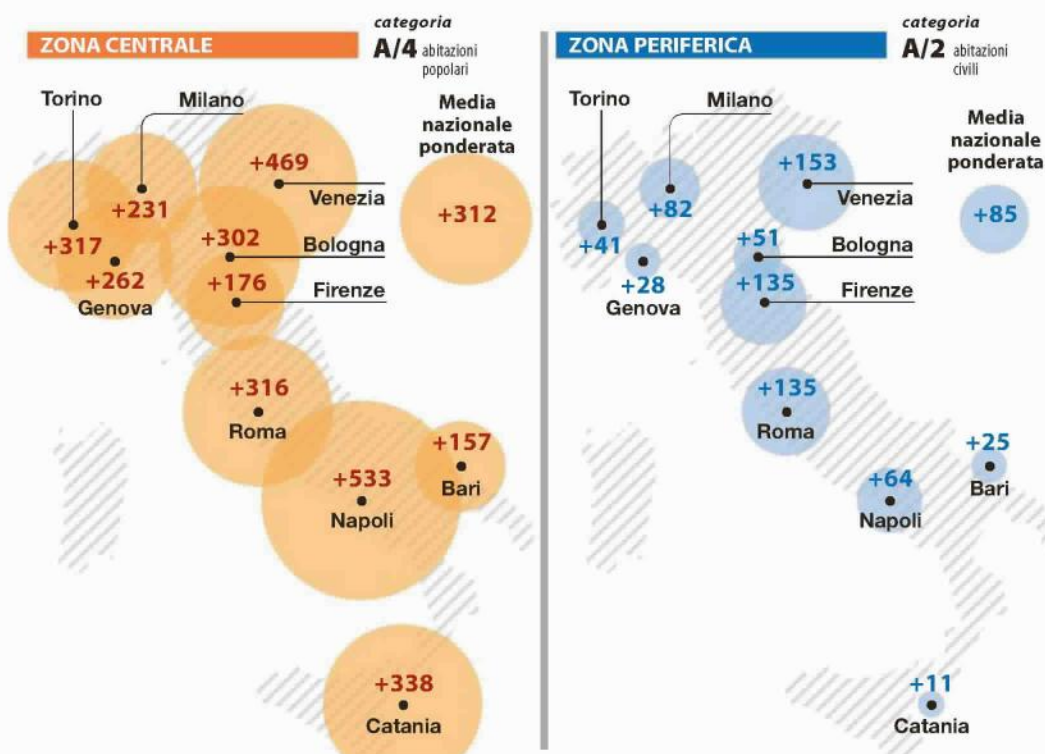 ZONA CENTRALE
categoria
A/4 abitazioni
popolari
Torino
Milano
Media
nazionale
ponderata
+469
+231
Venezia
+312
+317
+302
Bologna
+262
+176
Genova
Firenze
+316
Roma
+157
+533
Bari
Napoli
+338
Catania
ZONA PERIFERICA
categoria
A/2 abitazioni
civili
Torino
Milano
Media
nazionale
ponderata
+153
+82
Venezia
+85
+41
+51
Bologna
+28
+135
Genova
Firenze
+135
Roma
+25
+64
Bari
Napoli
+11
Catania